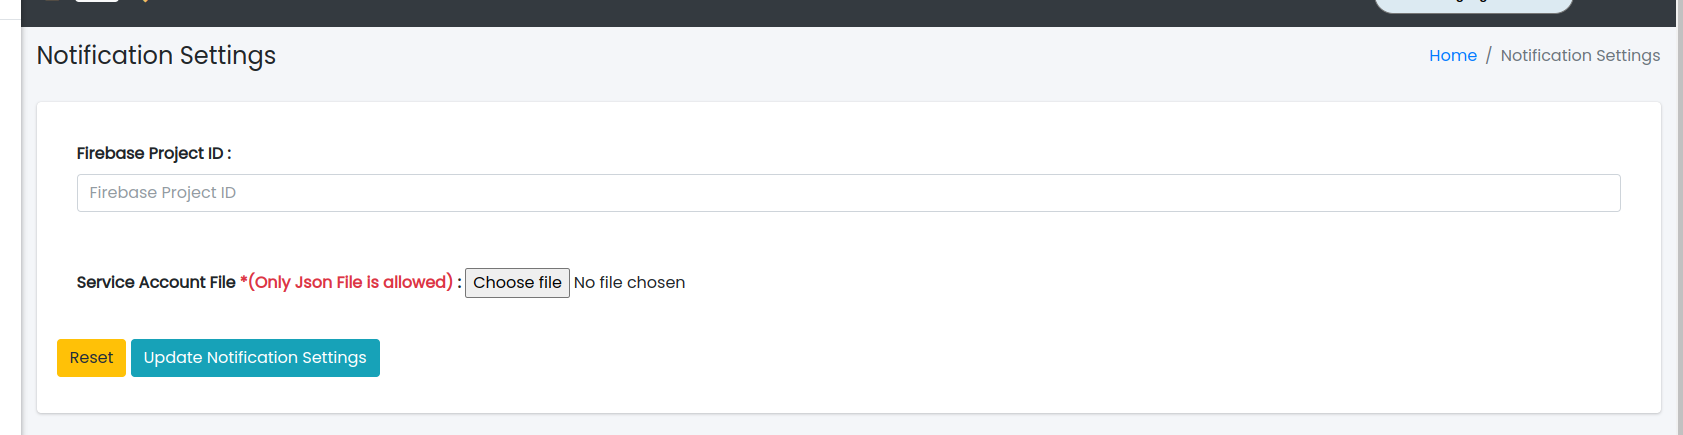 Notification Settings
Home / Notification Settings
Firebase Project ID :
Firebase Project ID
Service Account File *(Only Json File is allowed) : Choose file No file chosen
Reset Update Notification Settings